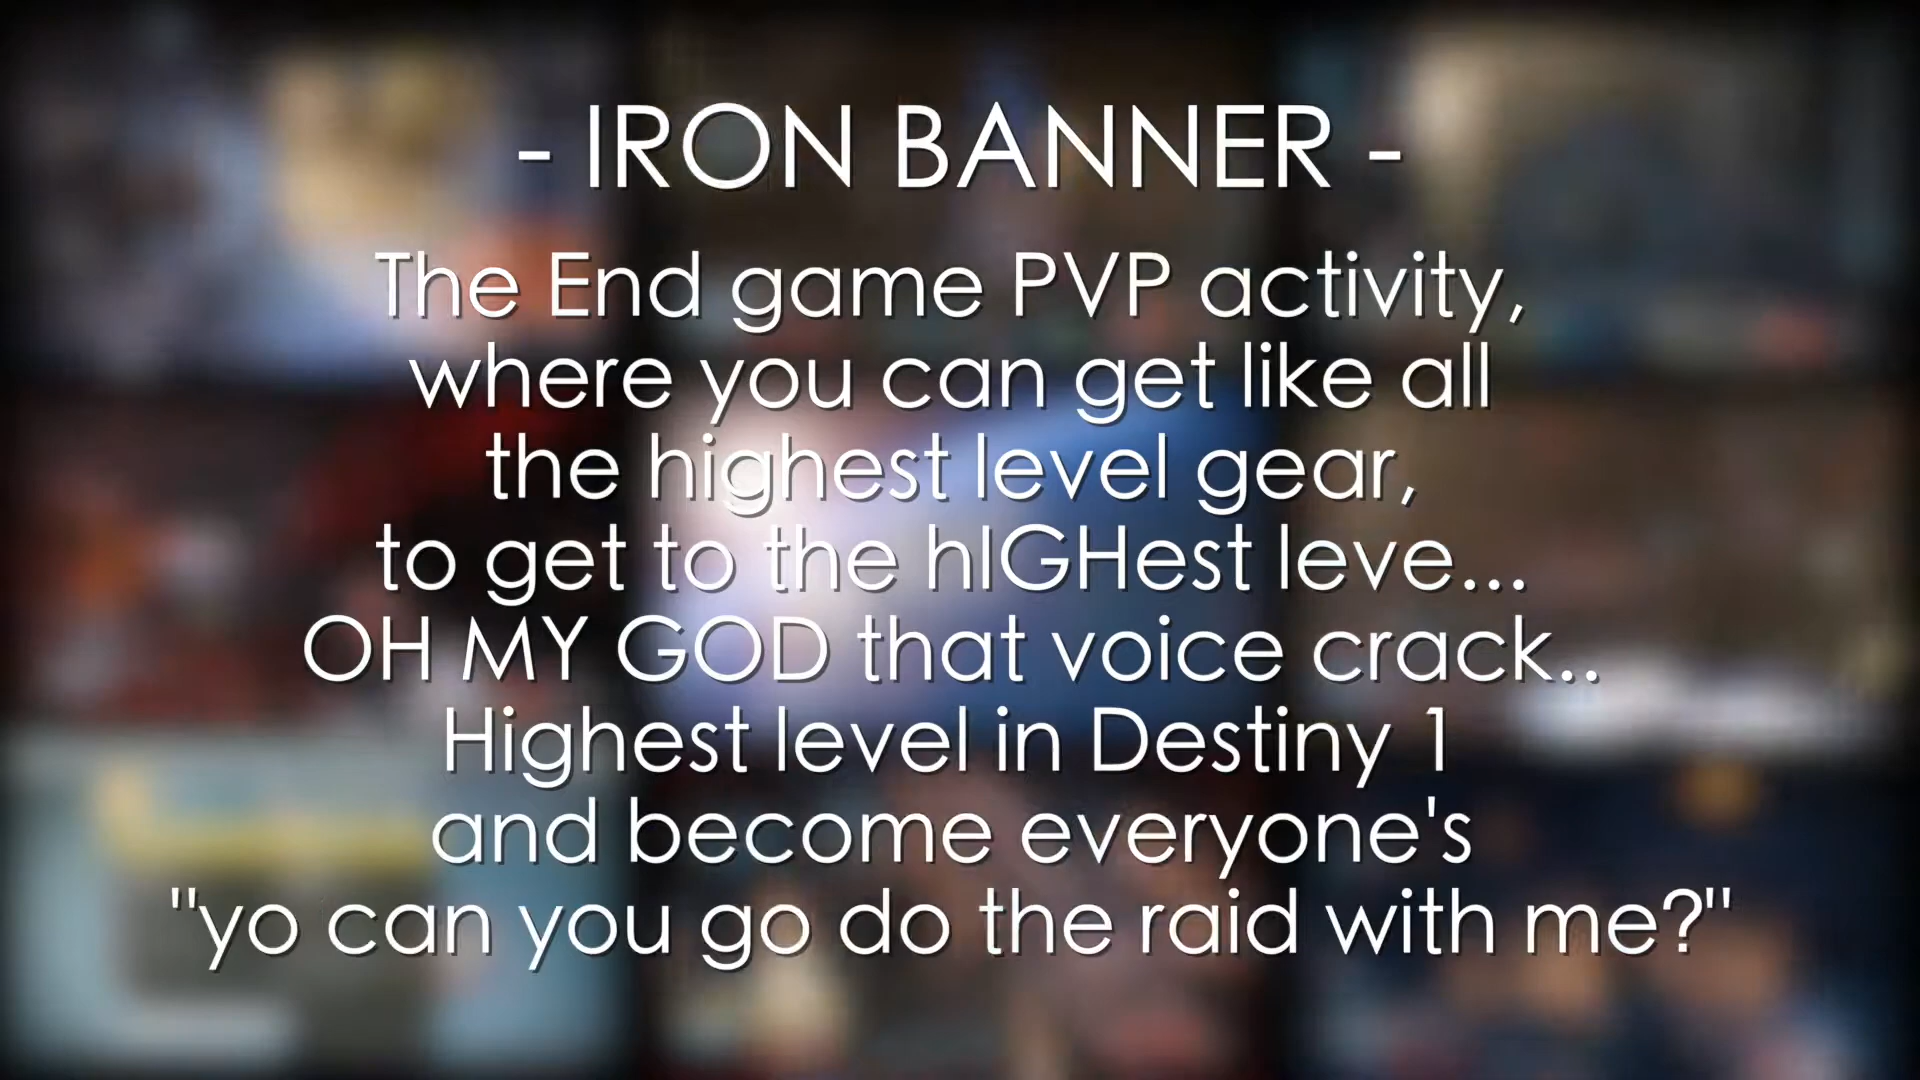 - IRON BANNER -
The End game PVP activity,
where you can get like all
the highest level gear,
to get to the hIGHest leve...
OH MY GOD that voice crack..
Highest level in Destiny 1
and become everyone's
"yo can you go do the raid with me?"